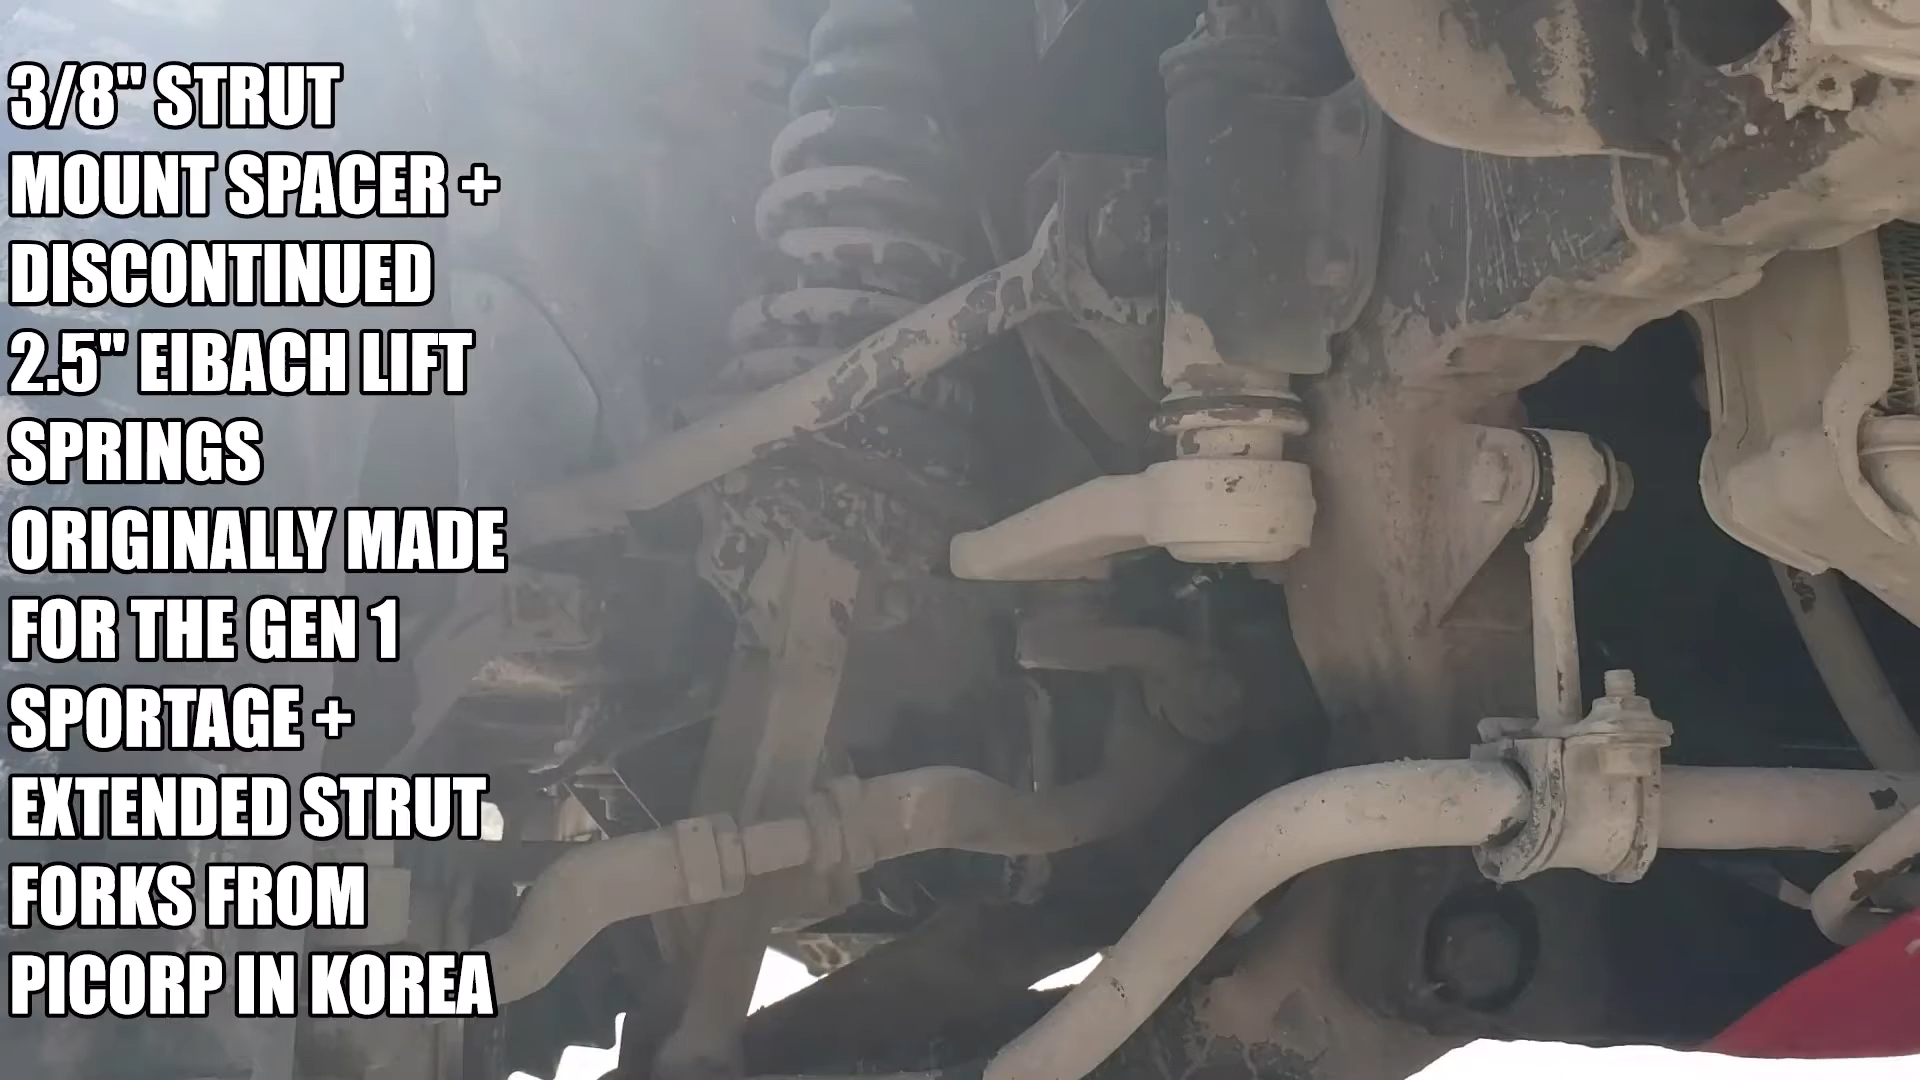 3/8" STRUT
MOUNT SPACER +
DISCONTINUED
2.5" EIBACH LIFT
SPRINGS
ORIGINALLY MADE
FOR THE GEN 1
SPORTAGE +
EXTENDED STRUT
FORKS FROM
PICORP IN KOREA